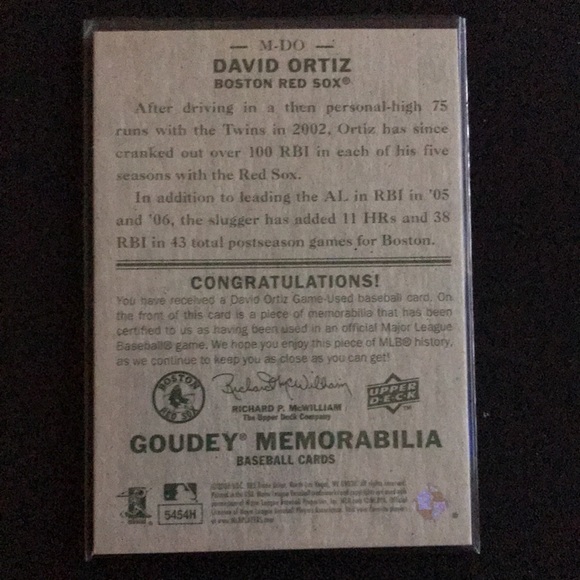 — M-DO —
DAVID ORTIZ
BOSTON RED SOX®
After driving in a then personal-high 75
runs with the Twins in 2002, Ortiz has since
cranked out over 100 RBI in each of his five
seasons with the Red Sox.
In addition to leading the AL in RBI in '05
and '06, the slugger has added 11 HRs and 38
RBI in 43 total postseason games for Boston.
CONGRATULATIONS!
You have received a David Ortiz Game-Used baseball card. On
the front of this card is a piece of memorabilia that has been
certified to us as having been used in an official Major League
Baseball® game. We hope you enjoy this piece of MLB® history,
as we continue to keep you as close as you can get!
BOSTON
RED SOX
Richard P. McWilliam
UPPER
DECK
RICHARD P. McWILLIAM
The Upper Deck Company
GOUDEY® MEMORABILIA
BASEBALL CARDS
5454H